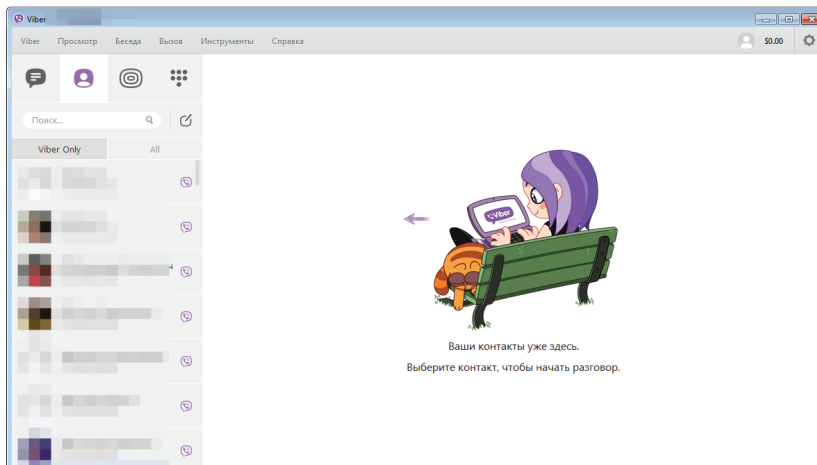 Viber
Viber Просмотр Беседа Вызов Инструменты Справка $0.00
Поиск...
Viber Only All
Viber
Ваши контакты уже здесь.
Выберите контакт, чтобы начать разговор.